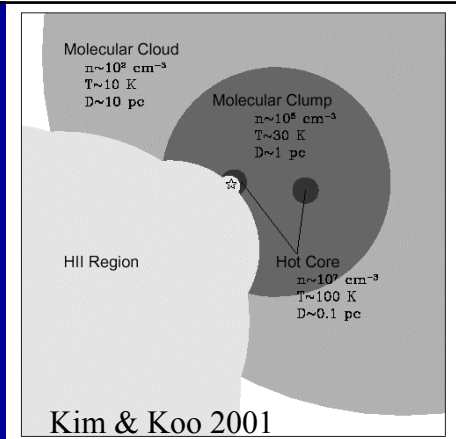 Molecular Cloud
n~10² cm⁻³
T~10 K
D~10 pc
Molecular Clump
n~10⁵ cm⁻³
T~30 K
D~1 pc
HII Region
Hot Core
n~10⁷ cm⁻³
T~100 K
D~0.1 pc
Kim & Koo 2001